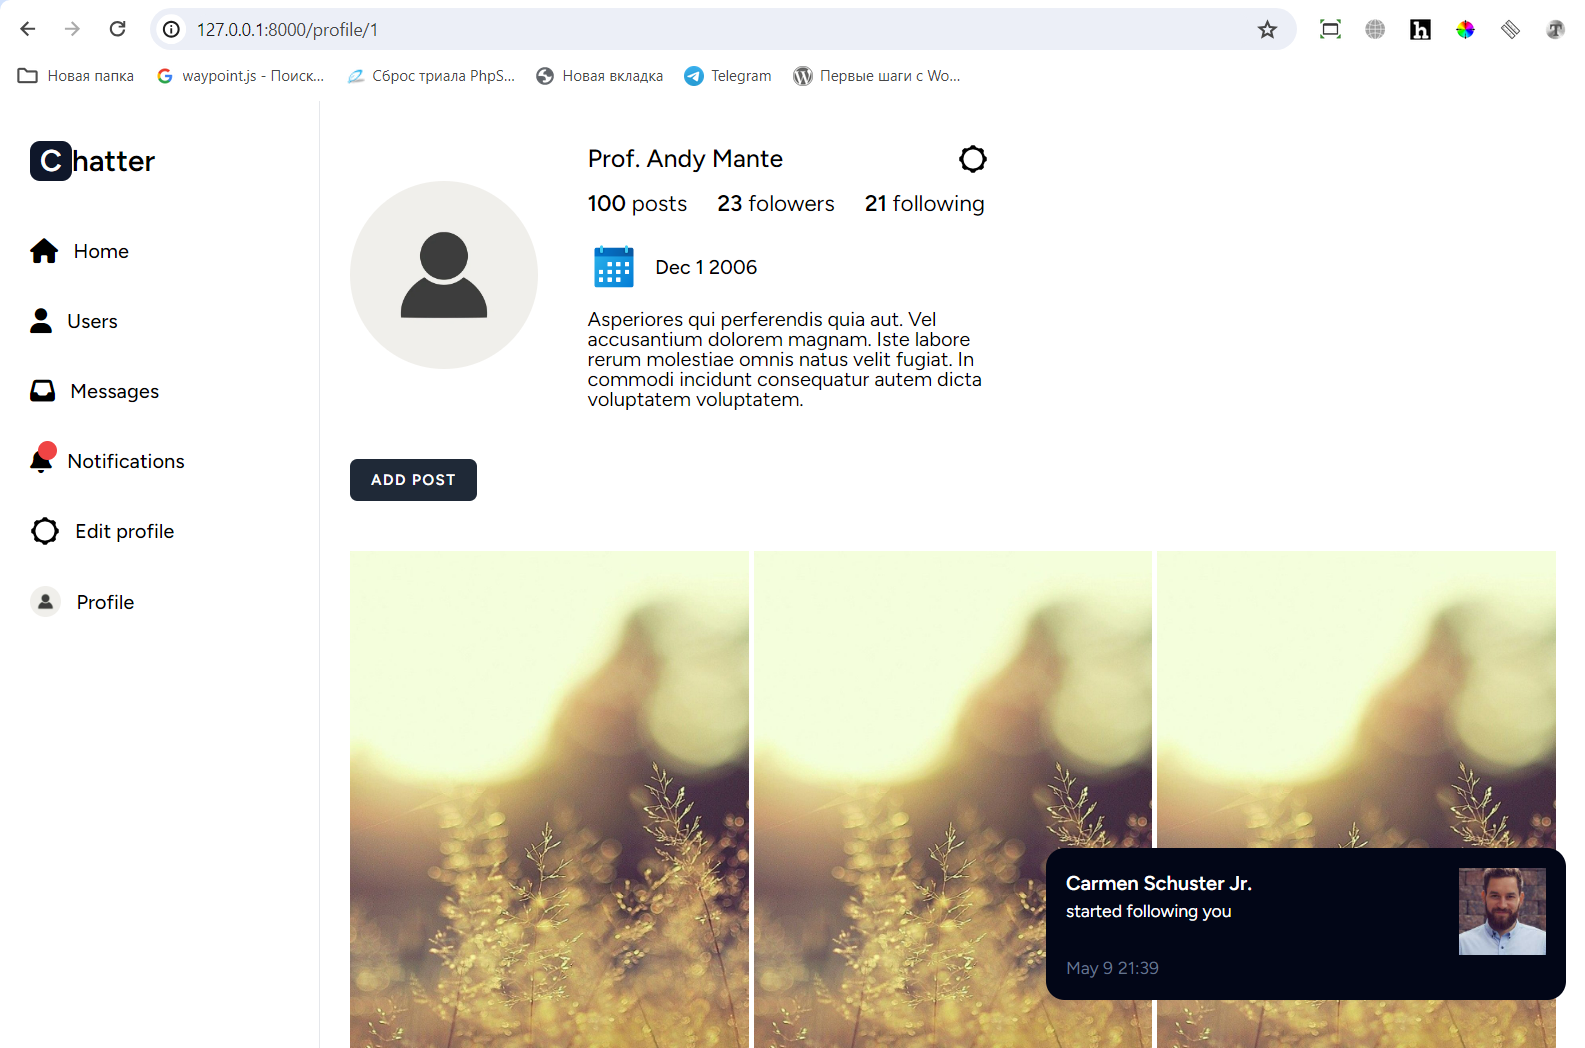 127.0.0.1:8000/profile/1
Новая папка
waypoint.js - Поиск...
Сброс триала PhpS...
Новая вкладка
Telegram
Первые шаги с Wo...
Chatter
Home
Users
Messages
Notifications
Edit profile
Profile
Prof. Andy Mante
100 posts 23 folowers 21 following
Dec 1 2006
Asperiores qui perferendis quia aut. Vel
accusantium dolorem magnam. Iste labore
rerum molestiae omnis natus velit fugiat. In
commodi incidunt consequatur autem dicta
voluptatem voluptatem.
ADD POST
Carmen Schuster Jr.
started following you
May 9 21:39